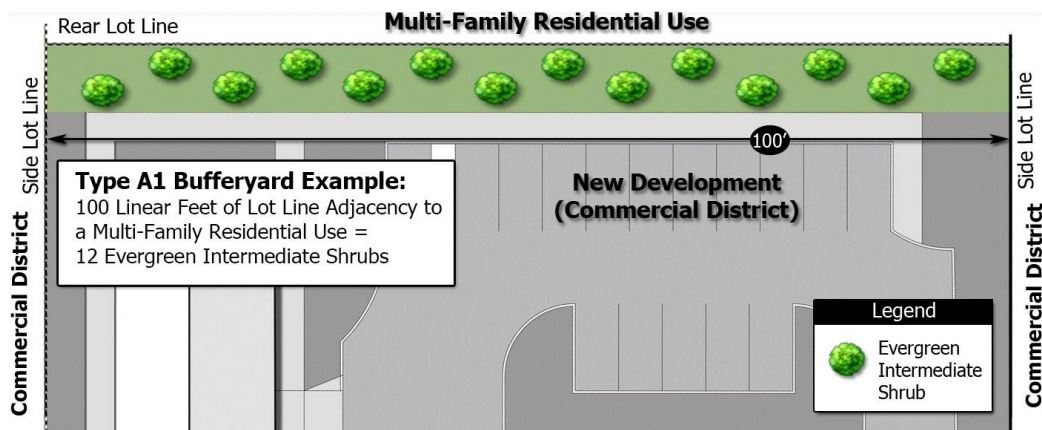 Multi-Family Residential Use
Rear Lot Line
Side Lot Line
Side Lot Line
100'
Type A1 Bufferyard Example:
100 Linear Feet of Lot Line Adjacency to
a Multi-Family Residential Use =
12 Evergreen Intermediate Shrubs
New Development
(Commercial District)
Commercial District
Commercial District
Legend
Evergreen
Intermediate
Shrub